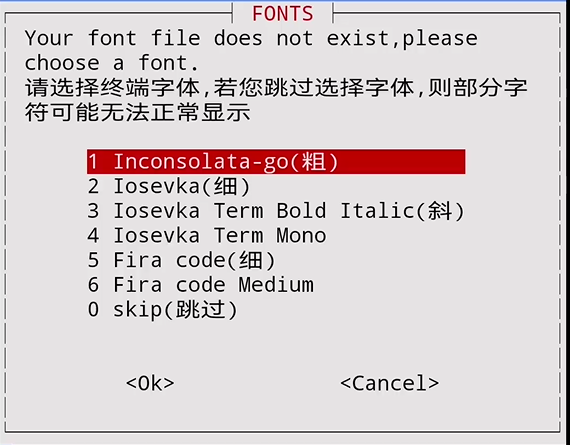 FONTS
Your font file does not exist,please
choose a font.
请选择终端字体,若您跳过选择字体,则部分字
符可能无法正常显示
1 Inconsolata-go(粗)
2 Iosevka(细)
3 Iosevka Term Bold Italic(斜)
4 Iosevka Term Mono
5 Fira code(细)
6 Fira code Medium
0 skip(跳过)
<Ok> <Cancel>